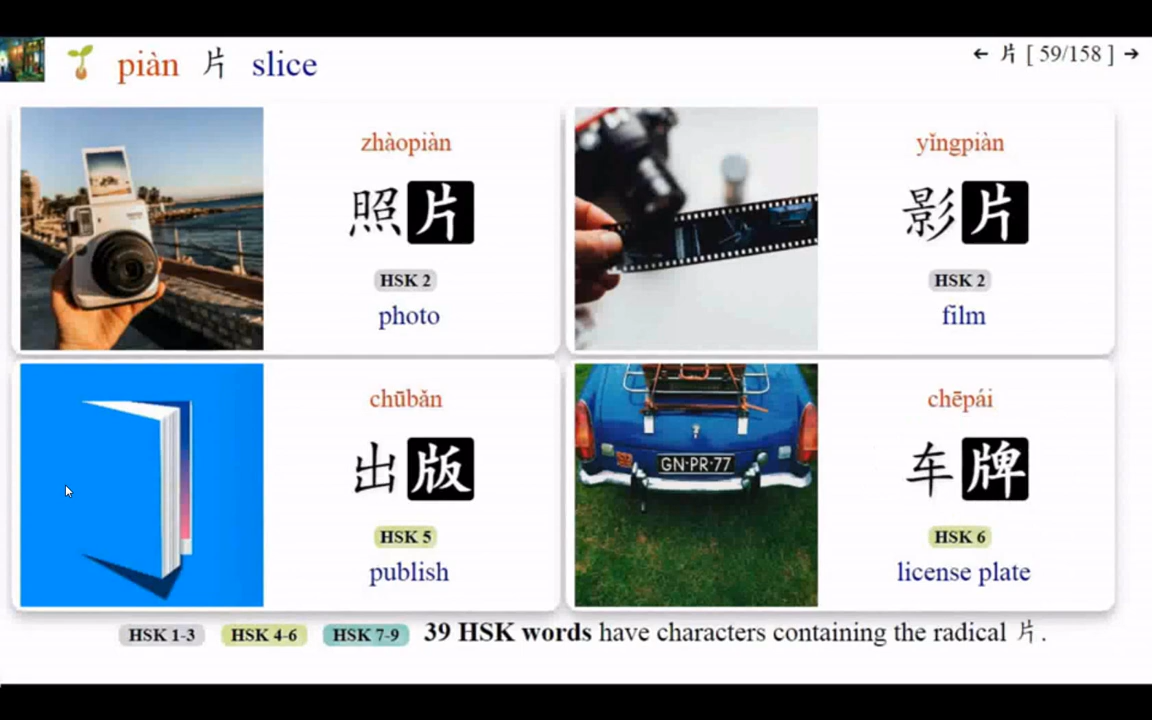 piàn 片 slice
← 片 [ 59/158 ] →
zhàopiàn
照片
HSK 2
photo
yǐngpiàn
影片
HSK 2
film
chūbǎn
出版
HSK 5
publish
chēpái
车牌
GN·PR·77
HSK 6
license plate
HSK 1-3 HSK 4-6 HSK 7-9 39 HSK words have characters containing the radical 片.